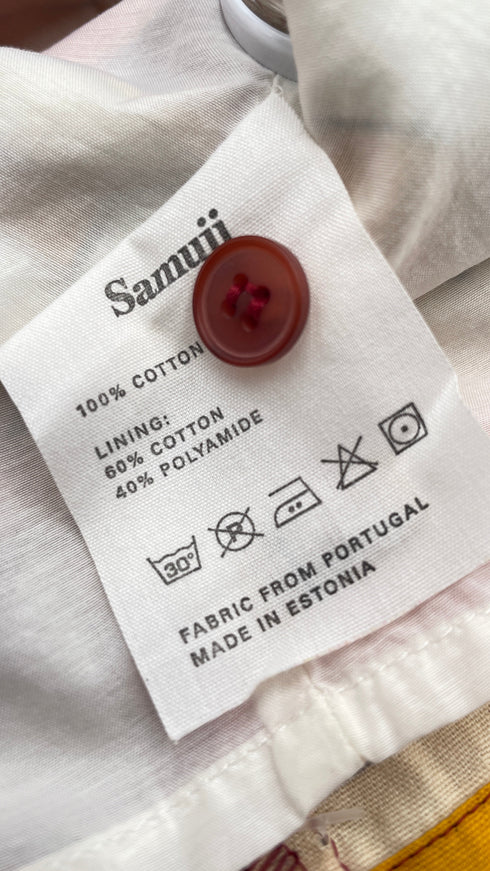 Samuji
100% COTTON
LINING:
60% COTTON
40% POLYAMIDE
30°
P
FABRIC FROM PORTUGAL
MADE IN ESTONIA